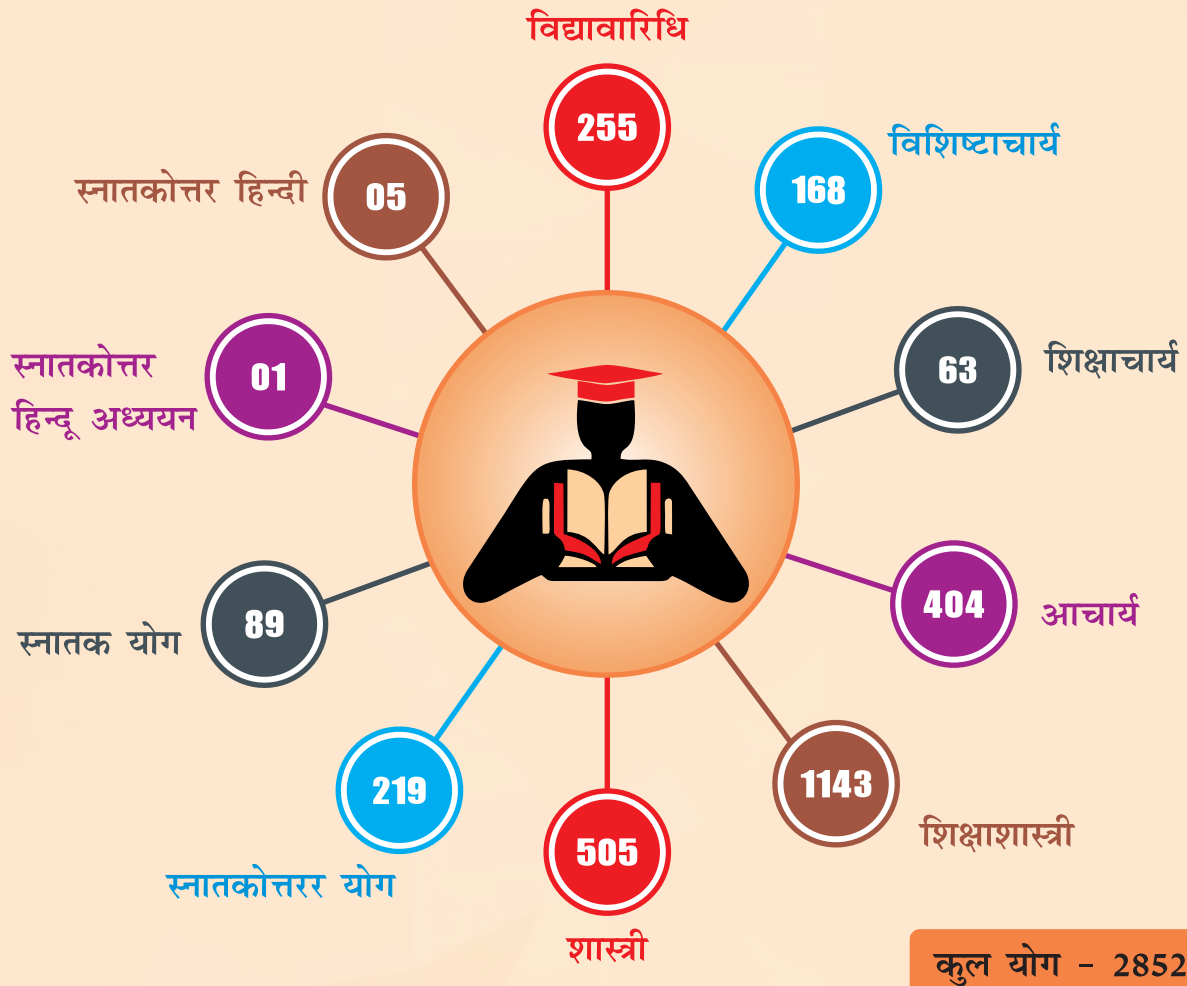 विद्यावारिधि
255
विशिष्टाचार्य
168
शिक्षाचार्य
63
आचार्य
404
शिक्षाशास्त्री
1143
शास्त्री
505
स्नातकोत्तरर योग
219
स्नातक योग
89
स्नातकोत्तर
हिन्दू अध्ययन
01
स्नातकोत्तर हिन्दी
05
कुल योग - 2852